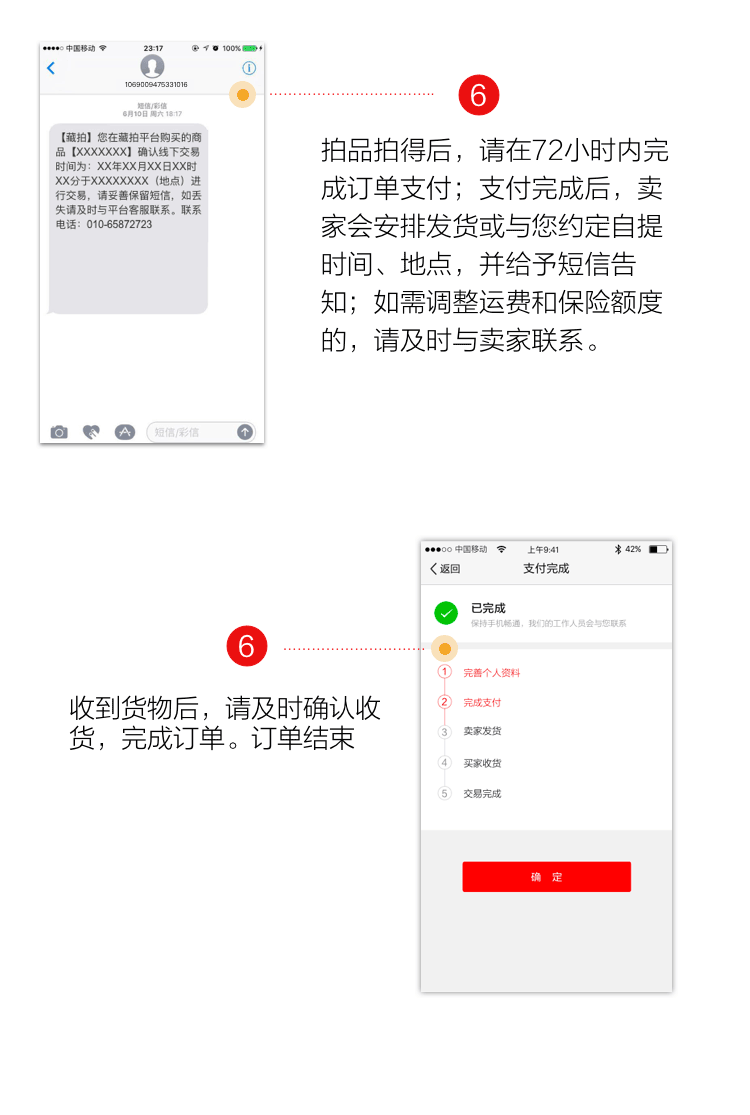 中国移动 23:17 100%
1069009475331016
短信/彩信
6月10日 周六 18:17
【藏拍】您在藏拍平台购买的商
品【XXXXXXX】确认线下交易
时间为：XX年XX月XX日XX时
XX分于XXXXXXXX（地点）进
行交易，请妥善保留短信，如丢
失请及时与平台客服联系。联系
电话：010-65872723
短信/彩信
6
拍品拍得后，请在72小时内完
成订单支付；支付完成后，卖
家会安排发货或与您约定自提
时间、地点，并给予短信告
知；如需调整运费和保险额度
的，请及时与卖家联系。
6
收到货物后，请及时确认收
货，完成订单。订单结束
中国移动 上午9:41 42%
返回 支付完成
已完成
保持手机畅通，我们的工作人员会与您联系
1 完善个人资料
2 完成支付
3 卖家发货
4 买家收货
5 交易完成
确 定